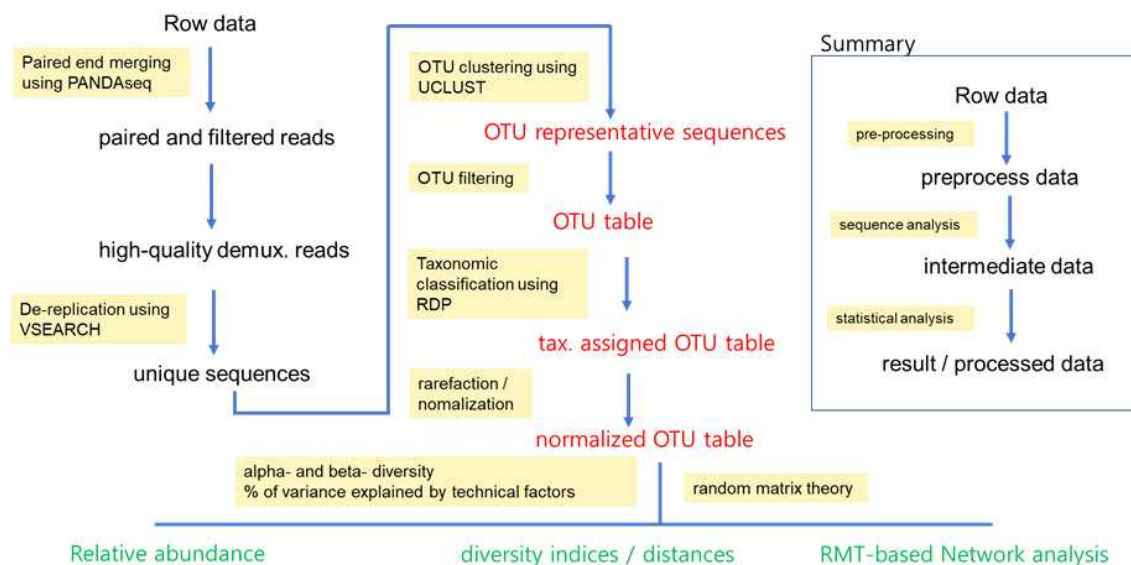 Row data
Paired end merging
using PANDAseq
paired and filtered reads
high-quality demux. reads
De-replication using
VSEARCH
unique sequences
OTU clustering using
UCLUST
OTU representative sequences
OTU filtering
OTU table
Taxonomic
classification using
RDP
tax. assigned OTU table
rarefaction /
nomalization
normalized OTU table
alpha- and beta- diversity
% of variance explained by technical factors
random matrix theory
Relative abundance
diversity indices / distances
RMT-based Network analysis
Summary
Row data
pre-processing
preprocess data
sequence analysis
intermediate data
statistical analysis
result / processed data